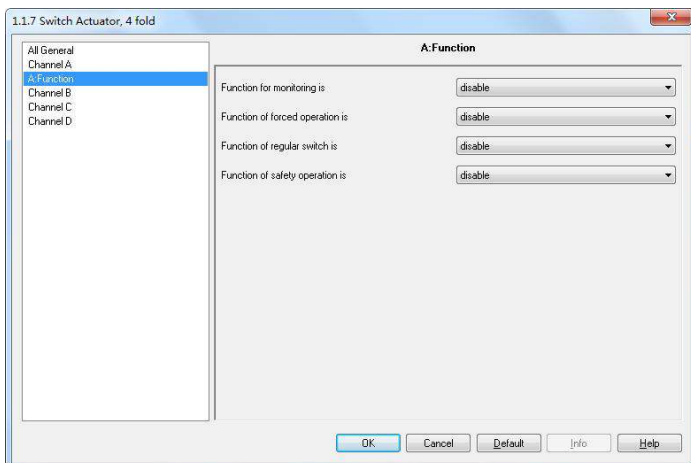 1.1.7 Switch Actuator, 4 fold
All General
Channel A
A:Function
Channel B
Channel C
Channel D
A:Function
Function for monitoring is disable
Function of forced operation is disable
Function of regular switch is disable
Function of safety operation is disable
OK Cancel Default Info Help